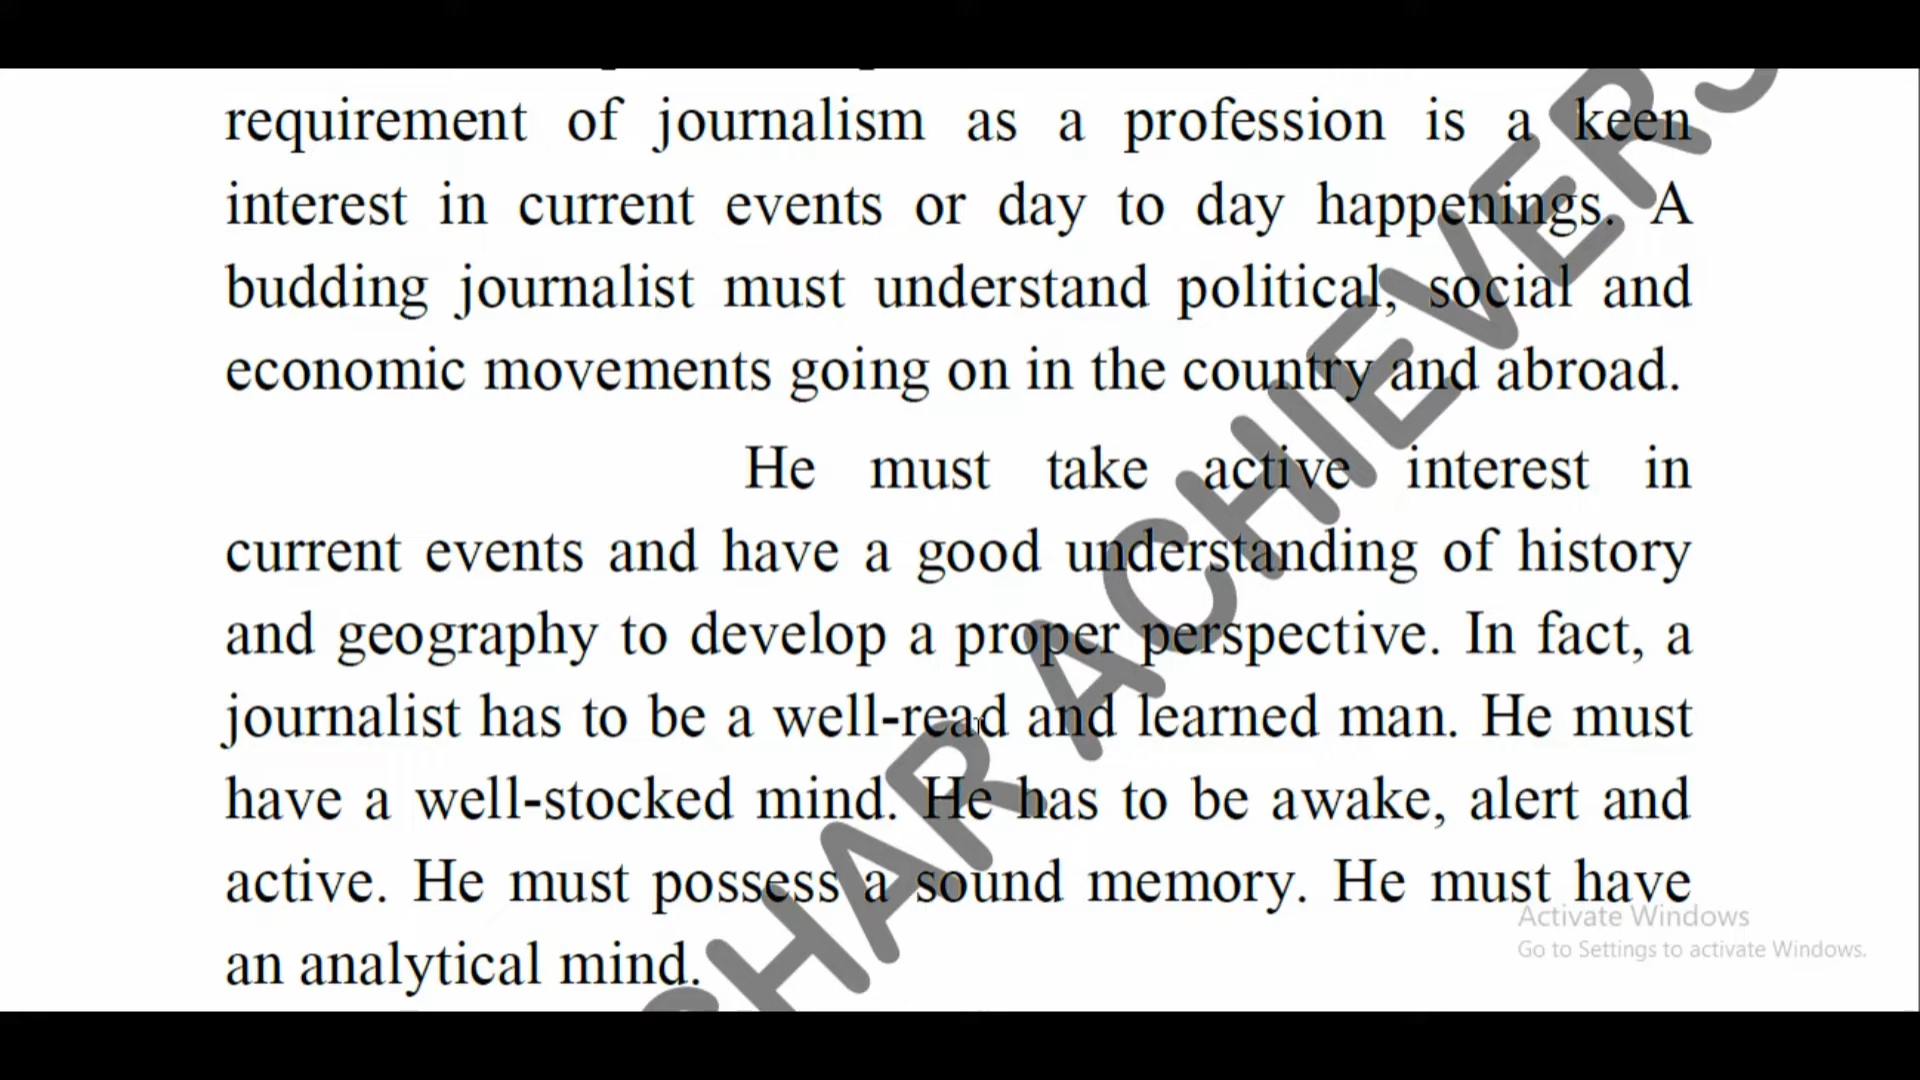 requirement of journalism as a profession is a keen
interest in current events or day to day happenings. A
budding journalist must understand political, social and
economic movements going on in the country and abroad.
He must take active interest in
current events and have a good understanding of history
and geography to develop a proper perspective. In fact, a
journalist has to be a well-read and learned man. He must
have a well-stocked mind. He has to be awake, alert and
active. He must possess a sound memory. He must have
an analytical mind.
HAR ACHIEVERS
Activate Windows
Go to Settings to activate Windows.